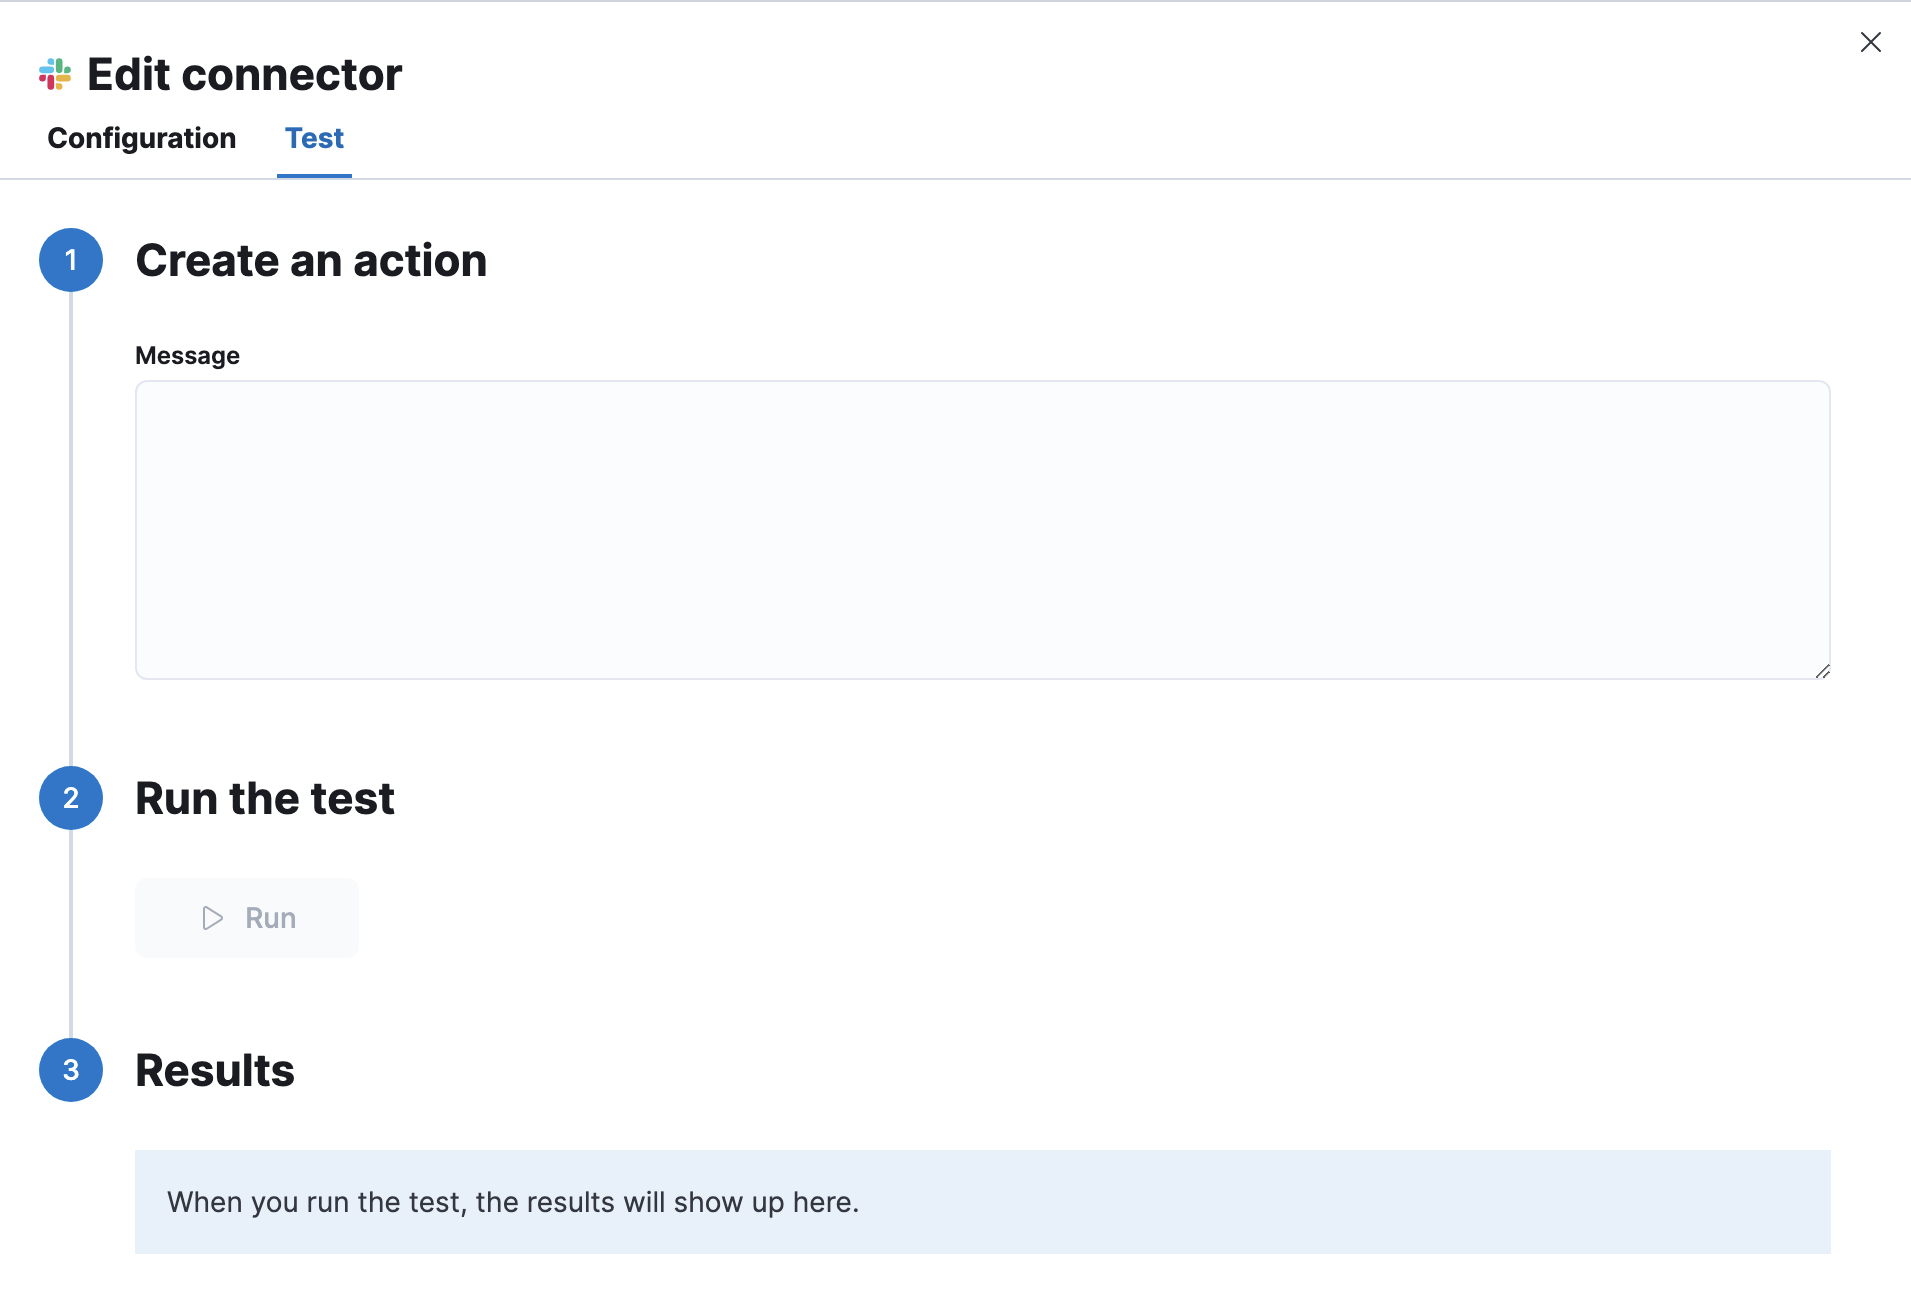 Edit connector
Configuration
Test
1
Create an action
Message
2
Run the test
Run
3
Results
When you run the test, the results will show up here.